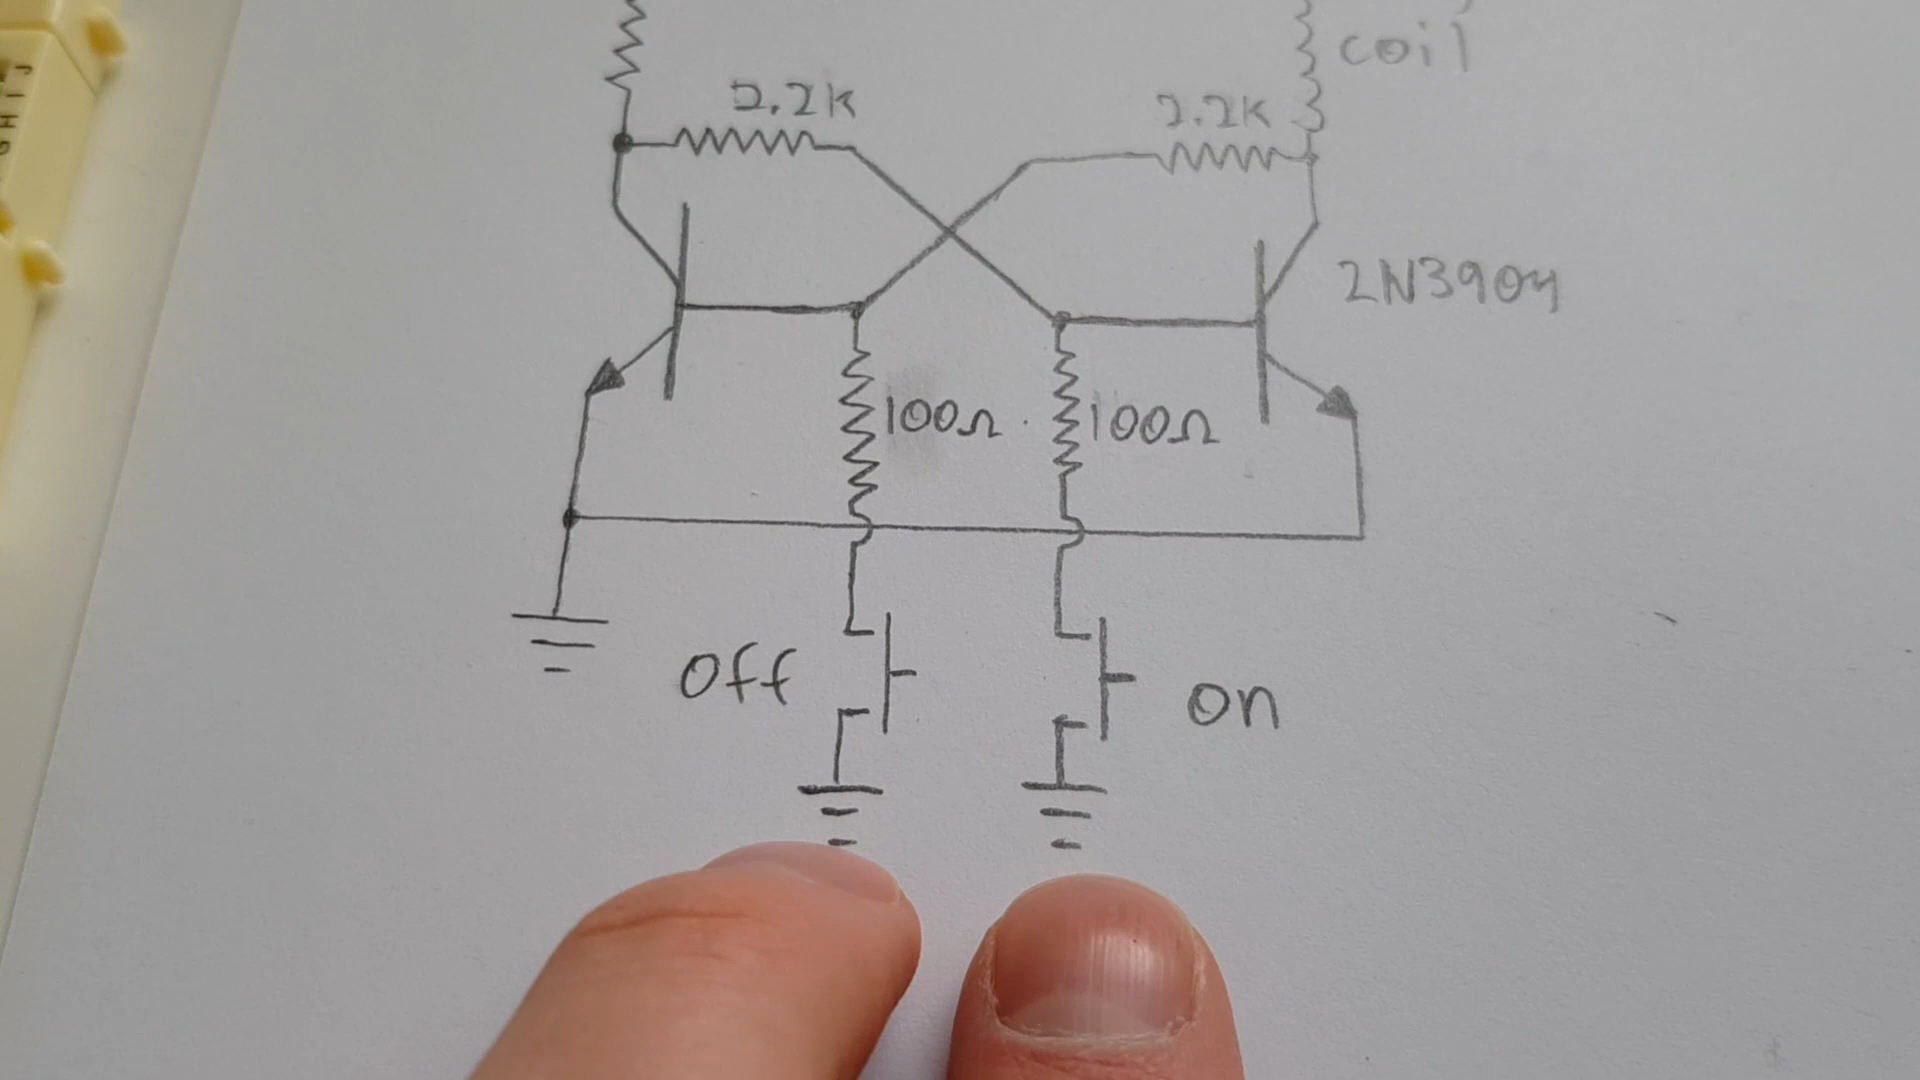 coil
2.2K
2.2K
2N3904
100Ω
100Ω
Off
On
J I H G